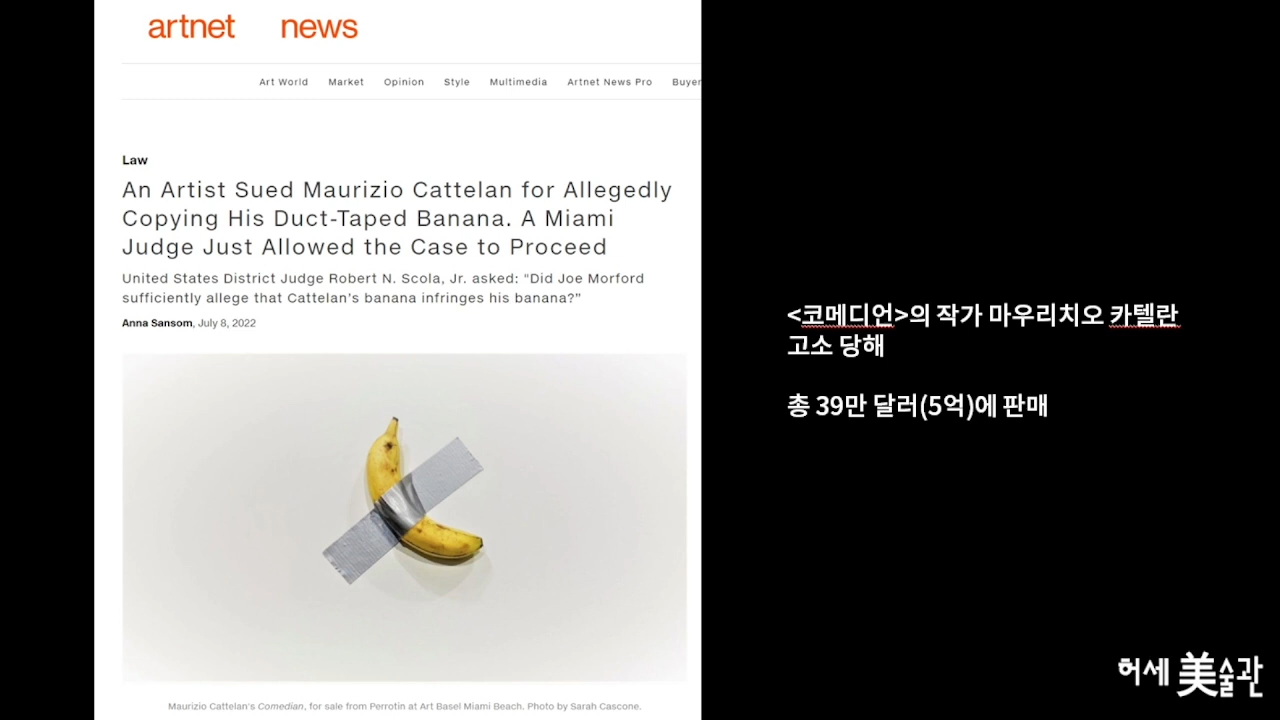 artnet news
Art World Market Opinion Style Multimedia Artnet News Pro Buyer
Law
An Artist Sued Maurizio Cattelan for Allegedly
Copying His Duct-Taped Banana. A Miami
Judge Just Allowed the Case to Proceed
United States District Judge Robert N. Scola, Jr. asked: "Did Joe Morford
sufficiently allege that Cattelan's banana infringes his banana?”
Anna Sansom, July 8, 2022
Maurizio Cattelan's Comedian, for sale from Perrotin at Art Basel Miami Beach. Photo by Sarah Cascone.
<코메디언>의 작가 마우리치오 카텔란
고소 당해
총 39만 달러(5억)에 판매
허세 美술관